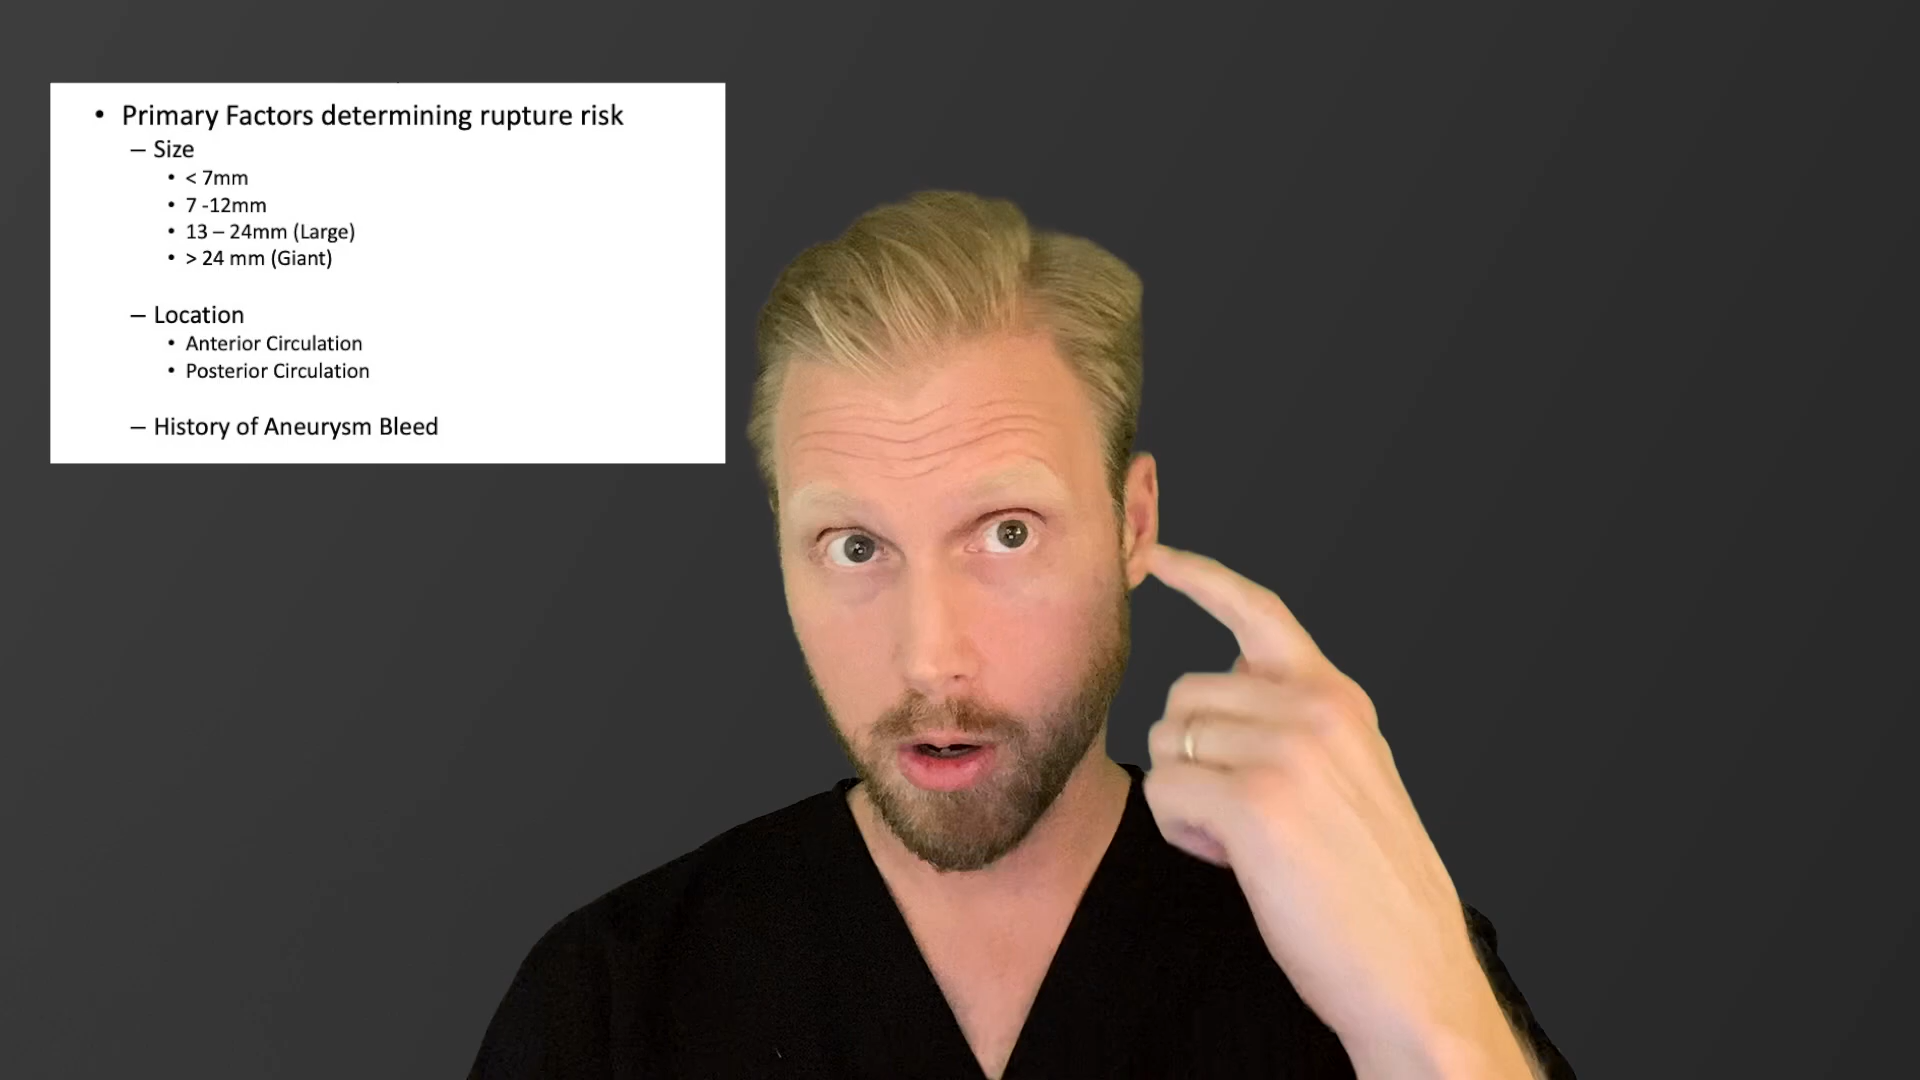 • Primary Factors determining rupture risk
– Size
• < 7mm
• 7 -12mm
• 13 – 24mm (Large)
• > 24 mm (Giant)
– Location
• Anterior Circulation
• Posterior Circulation
– History of Aneurysm Bleed